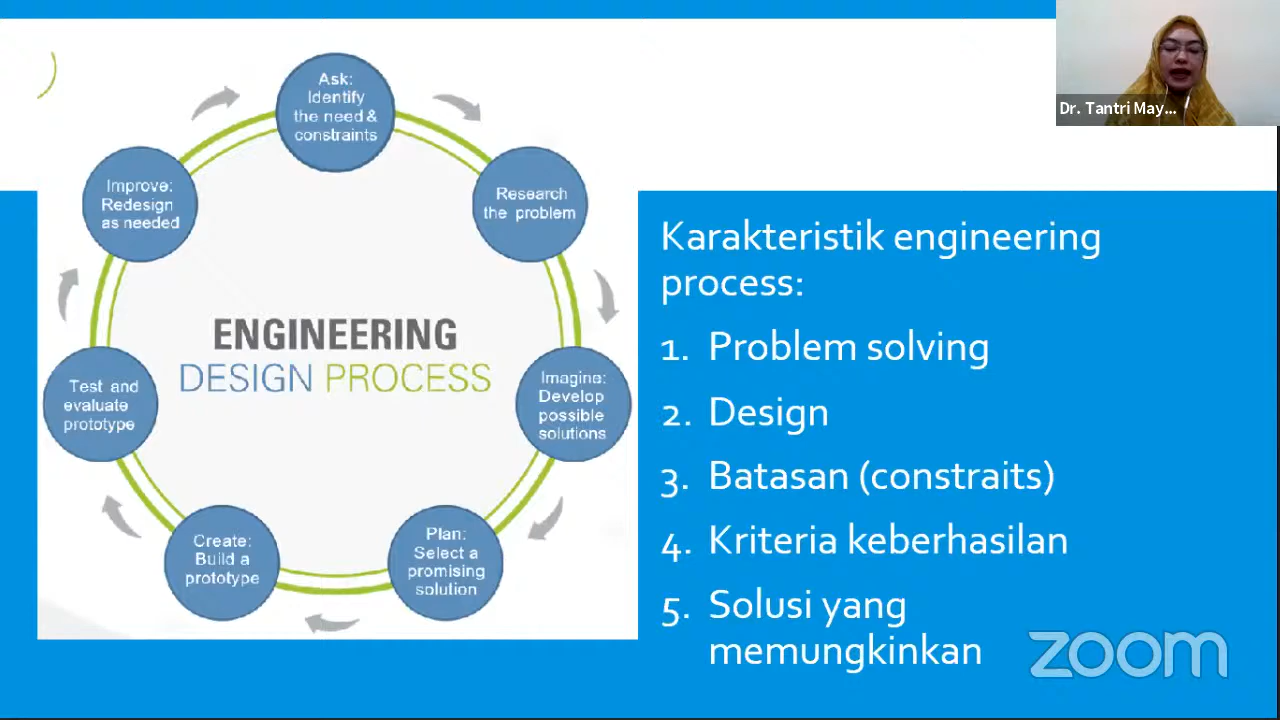 Ask:
Identify
the need &
constraints
Research
the problem
Imagine:
Develop
possible
solutions
Plan:
Select a
promising
solution
Create:
Build a
prototype
Test and
evaluate
prototype
Improve:
Redesign
as needed
ENGINEERING
DESIGN PROCESS
Dr. Tantri May...
Karakteristik engineering
process:
1. Problem solving
2. Design
3. Batasan (constraits)
4. Kriteria keberhasilan
5. Solusi yang
memungkinkan
zoom